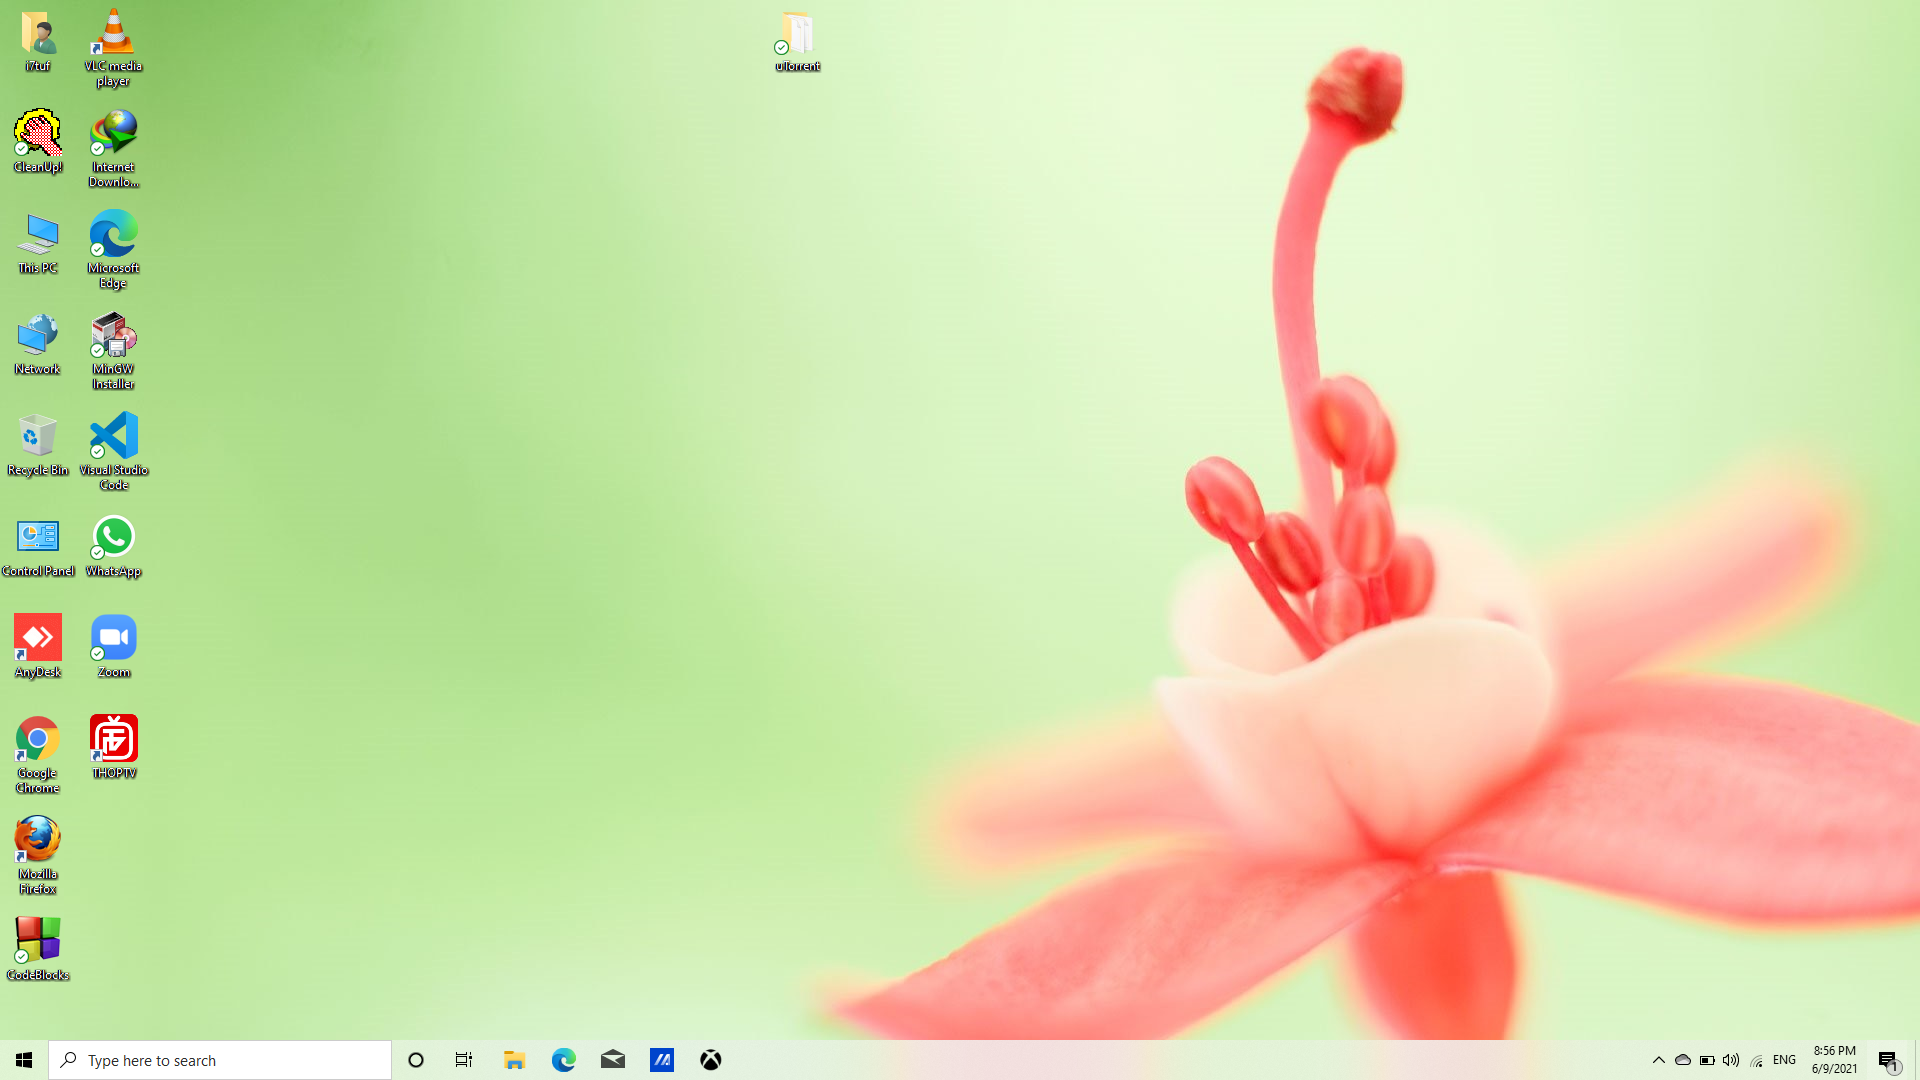 i7tuf
VLC media
player
uTorrent
CleanUp!
Internet
Downlo...
This PC
Microsoft
Edge
Network
MinGW
Installer
Recycle Bin
Visual Studio
Code
Control Panel
WhatsApp
AnyDesk
Zoom
Google
Chrome
THOPTV
Mozilla
Firefox
CodeBlocks
Type here to search
ENG
8:56 PM
6/9/2021
1